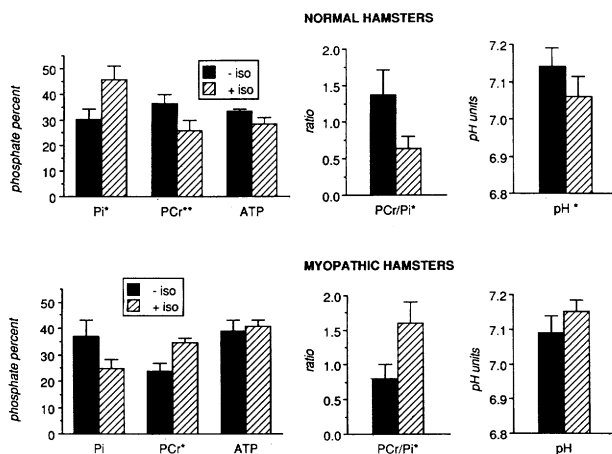 NORMAL HAMSTERS
phosphate percent
50
40
30
20
10
0
- iso
+ iso
Pi*
PCr**
ATP
ratio
2.0
1.5
1.0
0.5
0.0
PCr/Pi*
pH units
7.2
7.1
7.0
6.9
6.8
pH *
MYOPATHIC HAMSTERS
phosphate percent
50
40
30
20
10
0
- iso
+ iso
Pi
PCr*
ATP
ratio
2.0
1.5
1.0
0.5
0.0
PCr/Pi*
pH units
7.2
7.1
7.0
6.9
6.8
pH